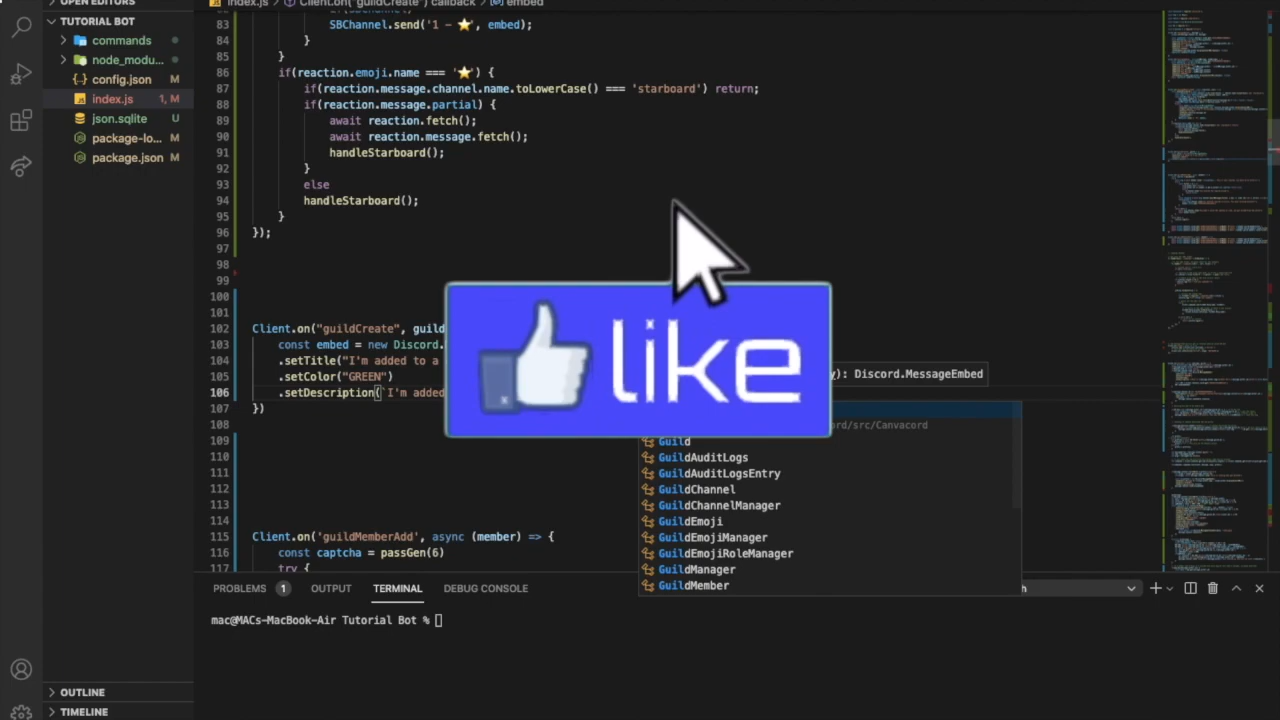 OPEN EDITORS
TUTORIAL BOT
commands
node_modu...
config.json M
index.js 1, M
json.sqlite U
package-lo... M
package.json M
OUTLINE
TIMELINE
index.js > Client.on("guildCreate") callback > embed
83 SBChannel.send('1 - ⭐', embed);
84 }
85 }
86 if(reaction.emoji.name === '⭐') {
87 if(reaction.message.channel.name.toLowerCase() === 'starboard') return;
88 if(reaction.message.partial) {
89 await reaction.fetch();
90 await reaction.message.fetch();
91 handleStarboard();
92 }
93 else
94 handleStarboard();
95 }
96 });
97
98
99
100
101
102 Client.on("guildCreate", guild
103 const embed = new Discord.
104 .setTitle("I'm added to a
105 .setColor("GREEN")
106 .setDescription(`I'm added
107 })
108
109
110
111
112
113
114
115 Client.on('guildMemberAdd', async (member) => {
116 const captcha = passGen(6)
117 try {
like
): Discord.MessageEmbed
ord/src/Canvacord
Guild
GuildAuditLogs
GuildAuditLogsEntry
GuildChannel
GuildChannelManager
GuildEmoji
GuildEmojiManager
GuildEmojiRoleManager
GuildManager
GuildMember
PROBLEMS 1 OUTPUT TERMINAL DEBUG CONSOLE
mac@MACs-MacBook-Air Tutorial Bot %